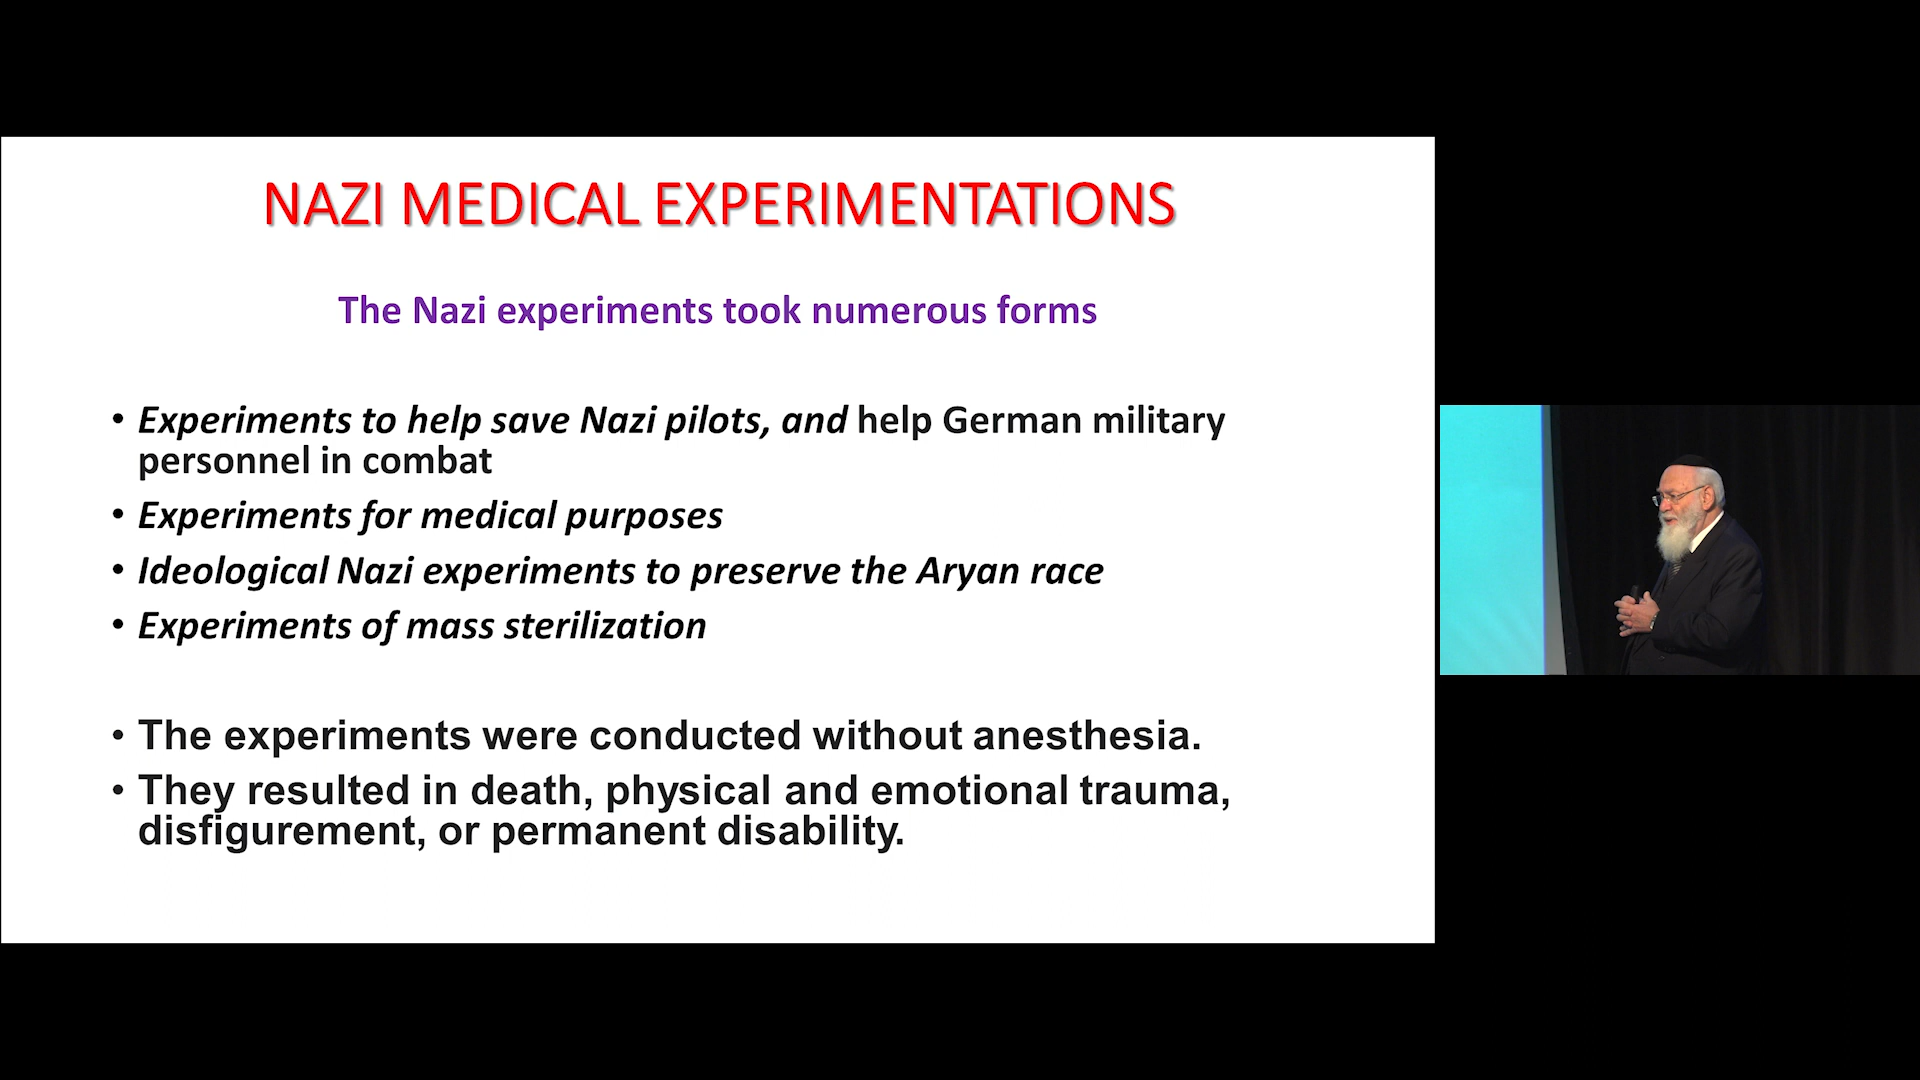 NAZI MEDICAL EXPERIMENTATIONS
The Nazi experiments took numerous forms
• Experiments to help save Nazi pilots, and help German military
personnel in combat
• Experiments for medical purposes
• Ideological Nazi experiments to preserve the Aryan race
• Experiments of mass sterilization
• The experiments were conducted without anesthesia.
• They resulted in death, physical and emotional trauma,
disfigurement, or permanent disability.